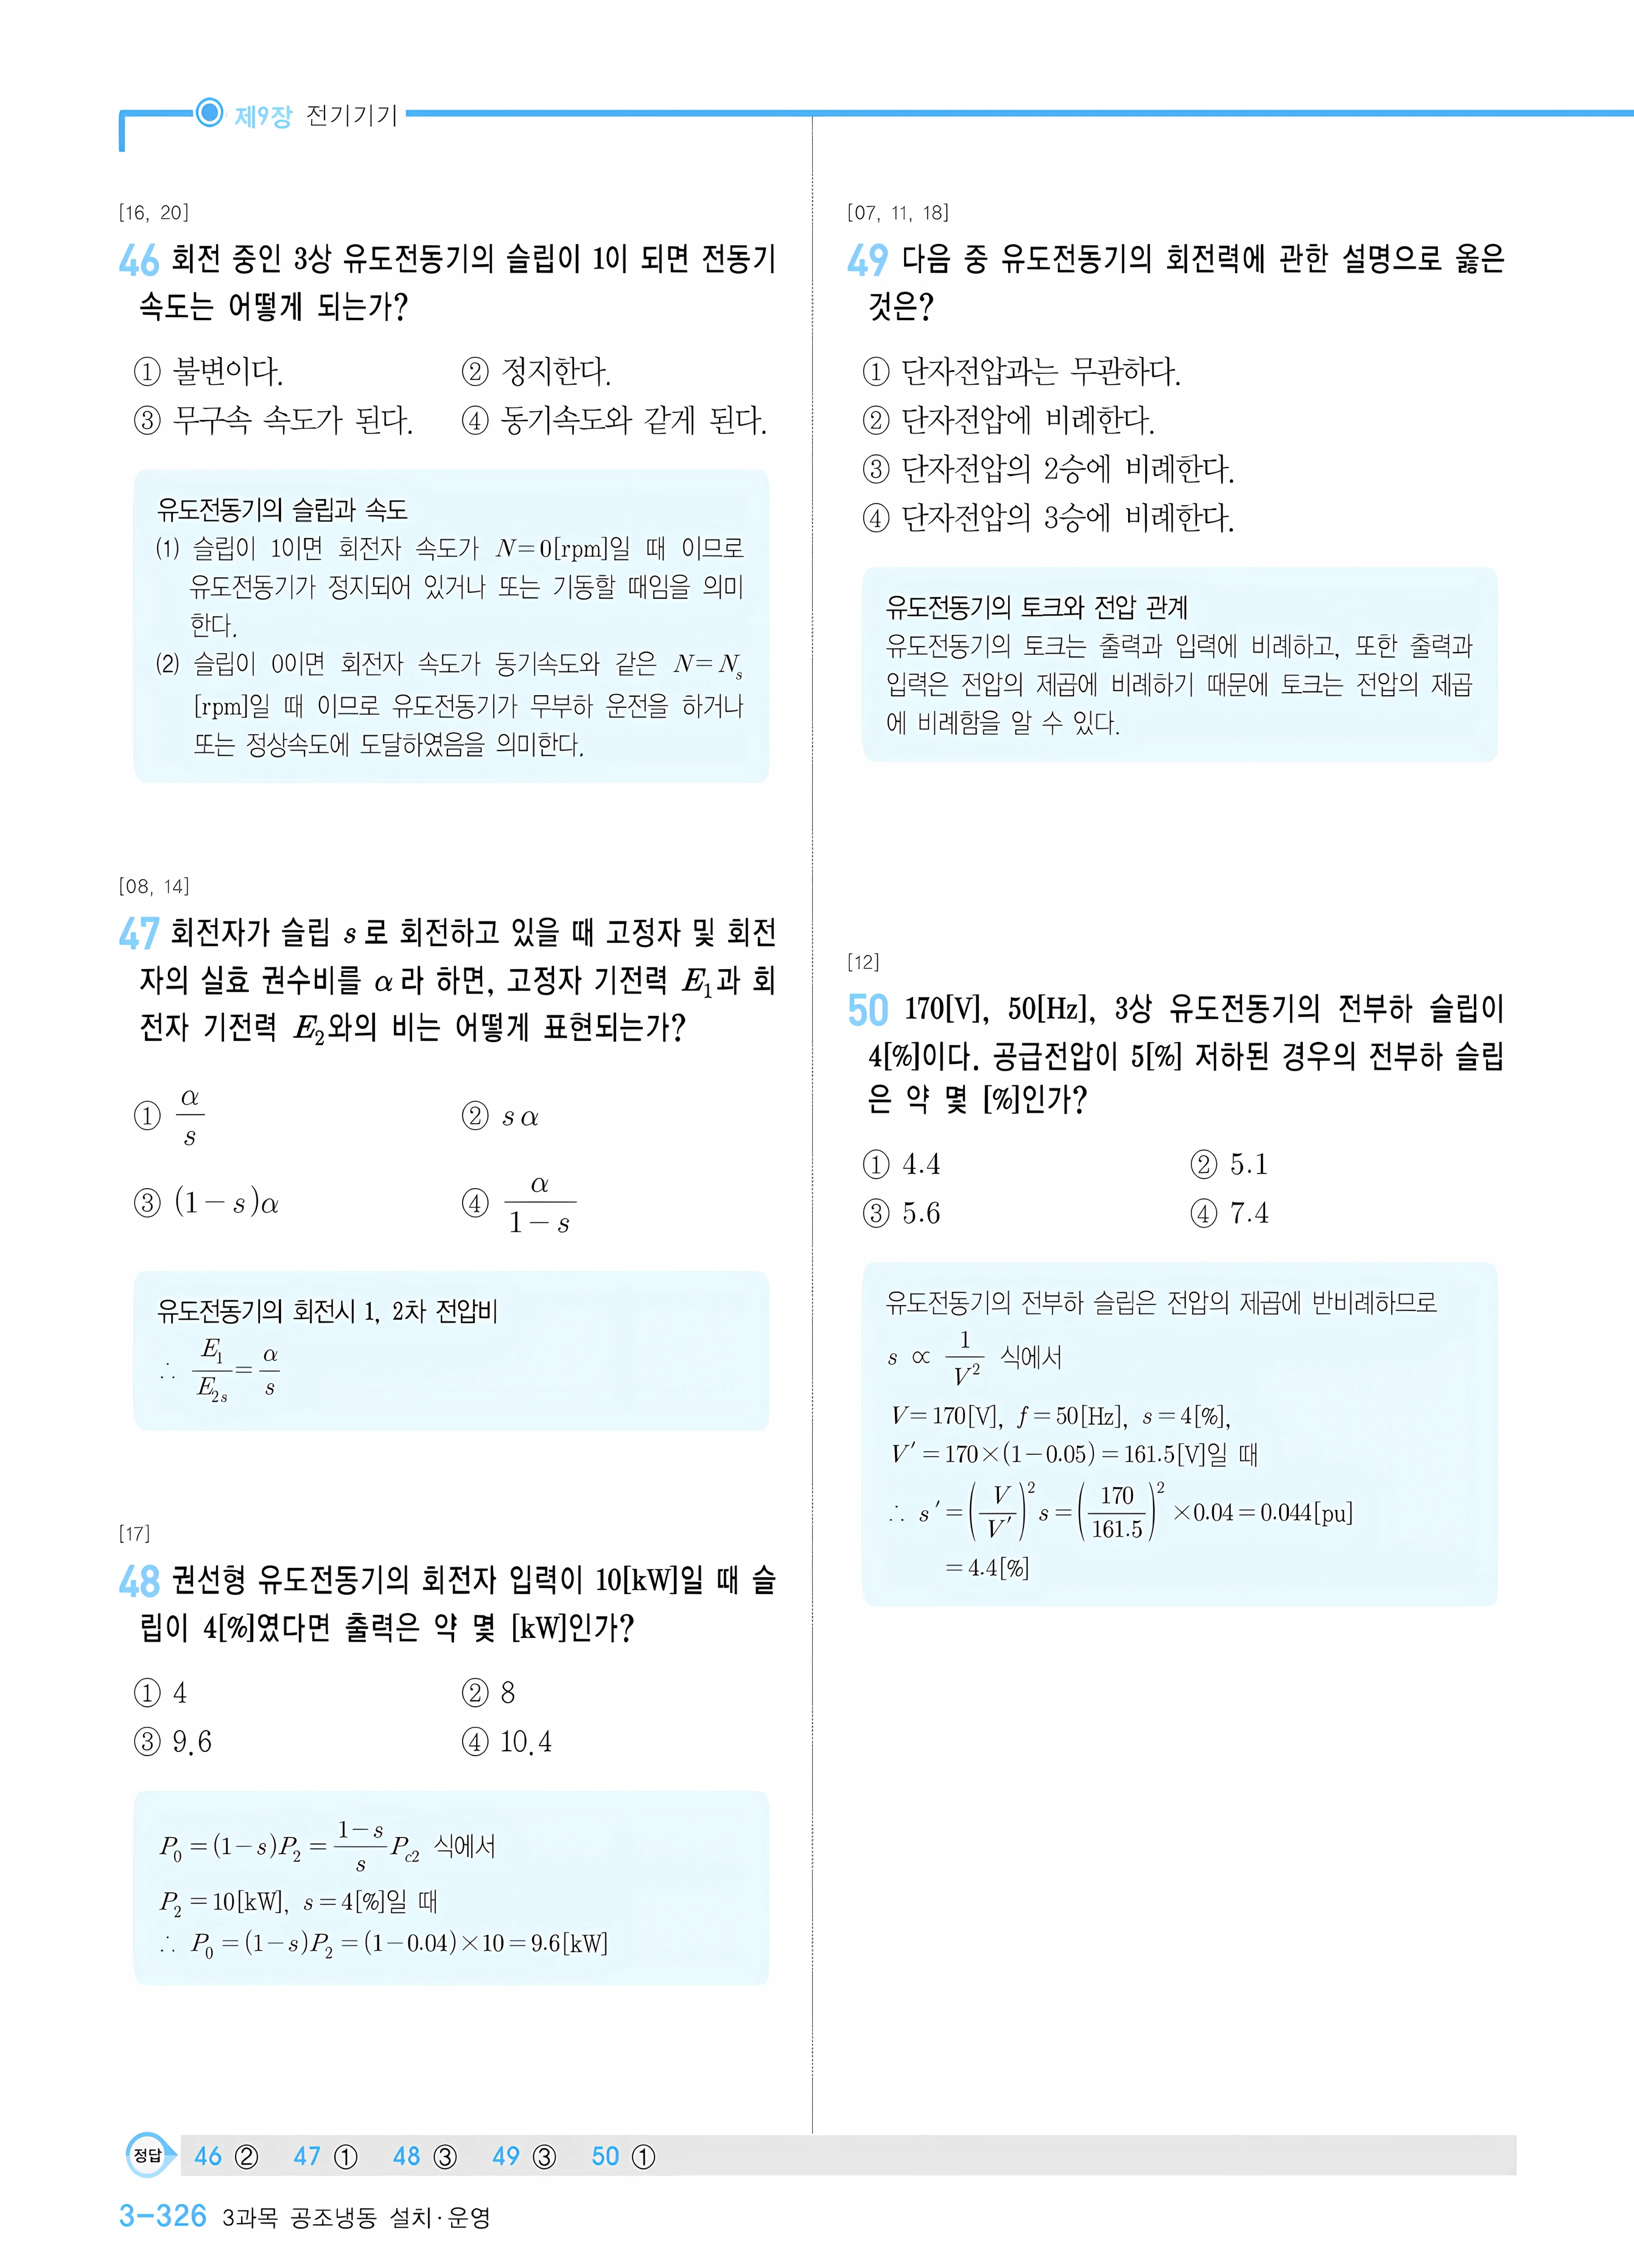 제9장 전기기기
[16, 20]
46 회전 중인 3상 유도전동기의 슬립이 1이 되면 전동기
속도는 어떻게 되는가?
① 불변이다. ② 정지한다.
③ 무구속 속도가 된다. ④ 동기속도와 같게 된다.
유도전동기의 슬립과 속도
(1) 슬립이 1이면 회전자 속도가 N=0[rpm]일 때 이므로
유도전동기가 정지되어 있거나 또는 기동할 때임을 의미
한다.
(2) 슬립이 0이면 회전자 속도가 동기속도와 같은 N=Nₛ
[rpm]일 때 이므로 유도전동기가 무부하 운전을 하거나
또는 정상속도에 도달하였음을 의미한다.
[08, 14]
47 회전자가 슬립 s로 회전하고 있을 때 고정자 및 회전
자의 실효 권수비를 α라 하면, 고정자 기전력 E₁과 회
전자 기전력 E₂와의 비는 어떻게 표현되는가?
① α/s ② sα
③ (1-s)α ④ α/(1-s)
유도전동기의 회전시 1, 2차 전압비
∴ E₁/E₂ₛ = α/s
[17]
48 권선형 유도전동기의 회전자 입력이 10[kW]일 때 슬
립이 4[%]였다면 출력은 약 몇 [kW]인가?
① 4 ② 8
③ 9.6 ④ 10.4
P₀=(1-s)P₂=(1-s)/s P_c2 식에서
P₂=10[kW], s=4[%]일 때
∴ P₀=(1-s)P₂=(1-0.04)×10=9.6[kW]
[07, 11, 18]
49 다음 중 유도전동기의 회전력에 관한 설명으로 옳은
것은?
① 단자전압과는 무관하다.
② 단자전압에 비례한다.
③ 단자전압의 2승에 비례한다.
④ 단자전압의 3승에 비례한다.
유도전동기의 토크와 전압 관계
유도전동기의 토크는 출력과 입력에 비례하고, 또한 출력과
입력은 전압의 제곱에 비례하기 때문에 토크는 전압의 제곱
에 비례함을 알 수 있다.
[12]
50 170[V], 50[Hz], 3상 유도전동기의 전부하 슬립이
4[%]이다. 공급전압이 5[%] 저하된 경우의 전부하 슬립
은 약 몇 [%]인가?
① 4.4 ② 5.1
③ 5.6 ④ 7.4
유도전동기의 전부하 슬립은 전압의 제곱에 반비례하므로
s ∝ 1/V² 식에서
V=170[V], f=50[Hz], s=4[%],
V′=170×(1-0.05)=161.5[V]일 때
∴ s′=(V/V′)²s=(170/161.5)²×0.04=0.044[pu]
=4.4[%]
정답 46 ② 47 ① 48 ③ 49 ③ 50 ①
3-326 3과목 공조냉동 설치·운영